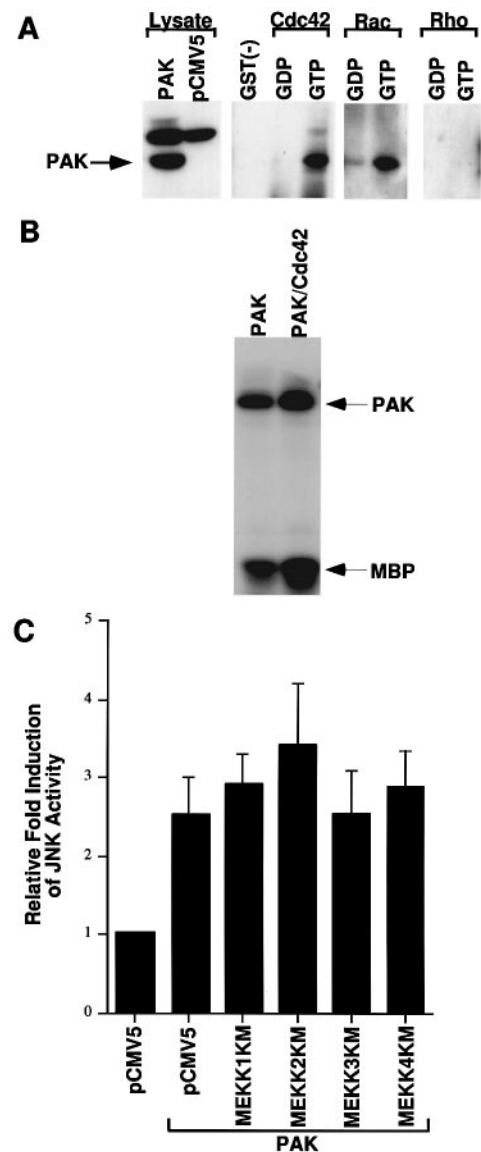 A
Lysate Cdc42 Rac Rho
PAK pCMV5 GST(-) GDP GTP GDP GTP GDP GTP
PAK
B
PAK PAK/Cdc42
PAK
MBP
C
Relative Fold Induction
of JNK Activity
5
4
3
2
1
0
pCMV5 pCMV5 MEKK1KM MEKK2KM MEKK3KM MEKK4KM
PAK